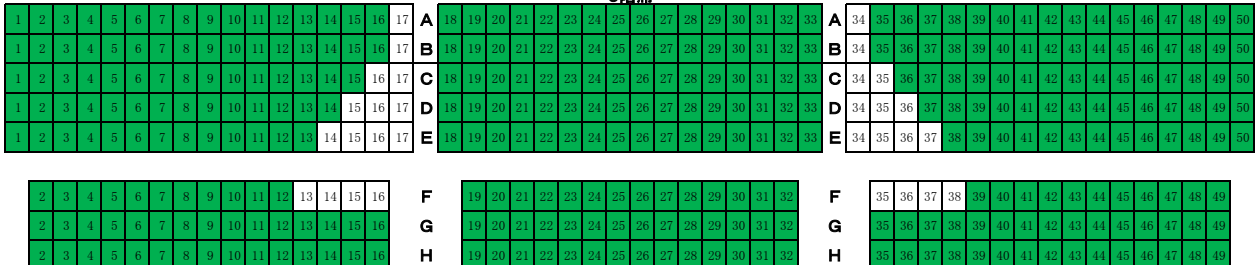 1 2 3 4 5 6 7 8 9 10 11 12 13 14 15 16 17 A 18 19 20 21 22 23 24 25 26 27 28 29 30 31 32 33 A 34 35 36 37 38 39 40 41 42 43 44 45 46 47 48 49 50
1 2 3 4 5 6 7 8 9 10 11 12 13 14 15 16 17 B 18 19 20 21 22 23 24 25 26 27 28 29 30 31 32 33 B 34 35 36 37 38 39 40 41 42 43 44 45 46 47 48 49 50
1 2 3 4 5 6 7 8 9 10 11 12 13 14 15 16 17 C 18 19 20 21 22 23 24 25 26 27 28 29 30 31 32 33 C 34 35 36 37 38 39 40 41 42 43 44 45 46 47 48 49 50
1 2 3 4 5 6 7 8 9 10 11 12 13 14 15 16 17 D 18 19 20 21 22 23 24 25 26 27 28 29 30 31 32 33 D 34 35 36 37 38 39 40 41 42 43 44 45 46 47 48 49 50
1 2 3 4 5 6 7 8 9 10 11 12 13 14 15 16 17 E 18 19 20 21 22 23 24 25 26 27 28 29 30 31 32 33 E 34 35 36 37 38 39 40 41 42 43 44 45 46 47 48 49 50
2 3 4 5 6 7 8 9 10 11 12 13 14 15 16 F 19 20 21 22 23 24 25 26 27 28 29 30 31 32 F 35 36 37 38 39 40 41 42 43 44 45 46 47 48 49
2 3 4 5 6 7 8 9 10 11 12 13 14 15 16 G 19 20 21 22 23 24 25 26 27 28 29 30 31 32 G 35 36 37 38 39 40 41 42 43 44 45 46 47 48 49
2 3 4 5 6 7 8 9 10 11 12 13 14 15 16 H 19 20 21 22 23 24 25 26 27 28 29 30 31 32 H 35 36 37 38 39 40 41 42 43 44 45 46 47 48 49